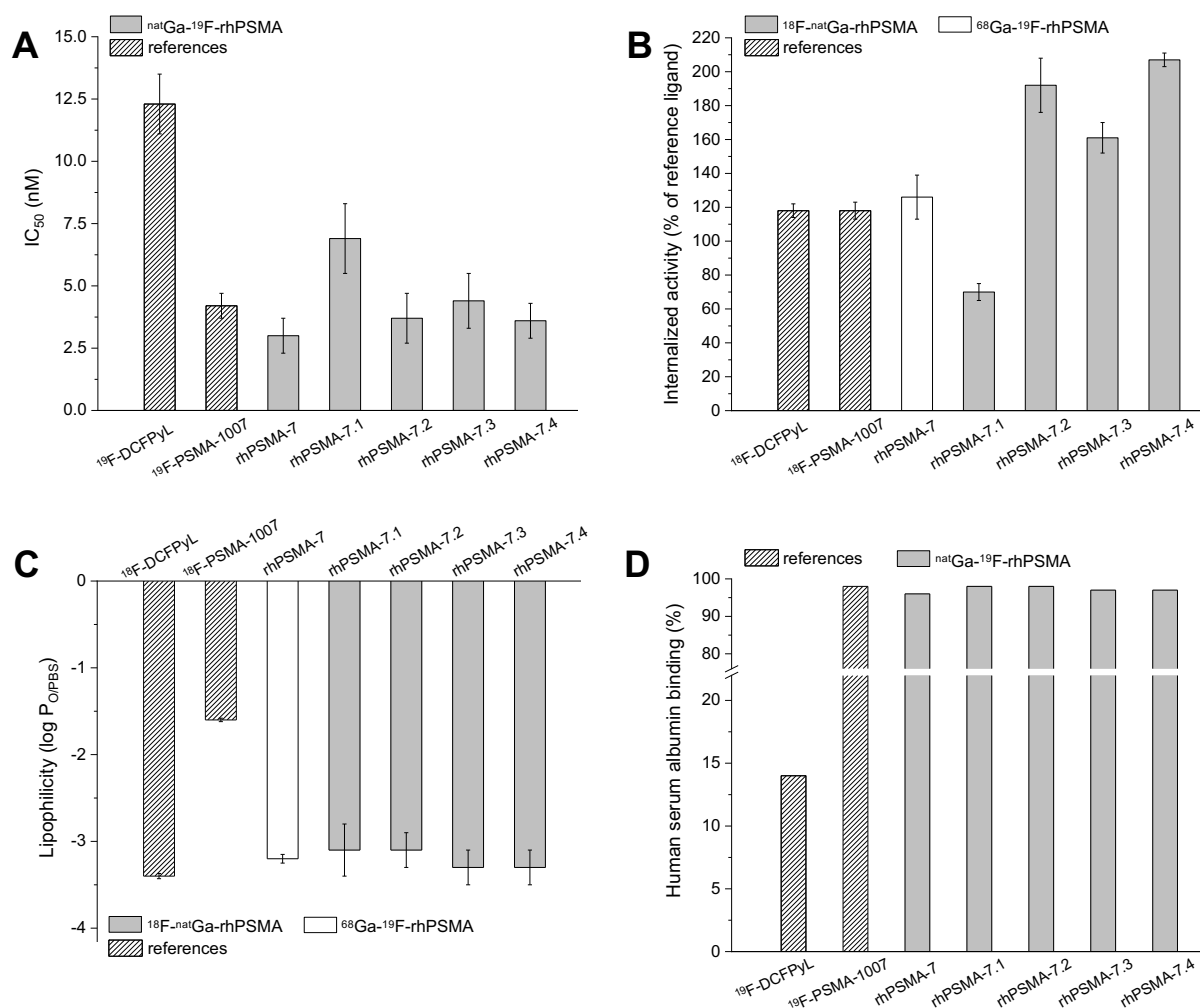 A
natGa-19F-rhPSMA
references
15.0
12.5
10.0
7.5
5.0
2.5
0.0
IC50 (nM)
19F-DCFPyL
19F-PSMA-1007
rhPSMA-7
rhPSMA-7.1
rhPSMA-7.2
rhPSMA-7.3
rhPSMA-7.4
B
18F-natGa-rhPSMA
68Ga-19F-rhPSMA
references
220
200
180
160
140
120
100
80
60
40
20
0
Internalized activity (% of reference ligand)
18F-DCFPyL
18F-PSMA-1007
rhPSMA-7
rhPSMA-7.1
rhPSMA-7.2
rhPSMA-7.3
rhPSMA-7.4
C
18F-DCFPyL
18F-PSMA-1007
rhPSMA-7
rhPSMA-7.1
rhPSMA-7.2
rhPSMA-7.3
rhPSMA-7.4
0
-1
-2
-3
-4
Lipophilicity (log PO/PBS)
18F-natGa-rhPSMA
68Ga-19F-rhPSMA
references
D
references
natGa-19F-rhPSMA
100
90
80
20
15
10
5
0
Human serum albumin binding (%)
19F-DCFPyL
19F-PSMA-1007
rhPSMA-7
rhPSMA-7.1
rhPSMA-7.2
rhPSMA-7.3
rhPSMA-7.4